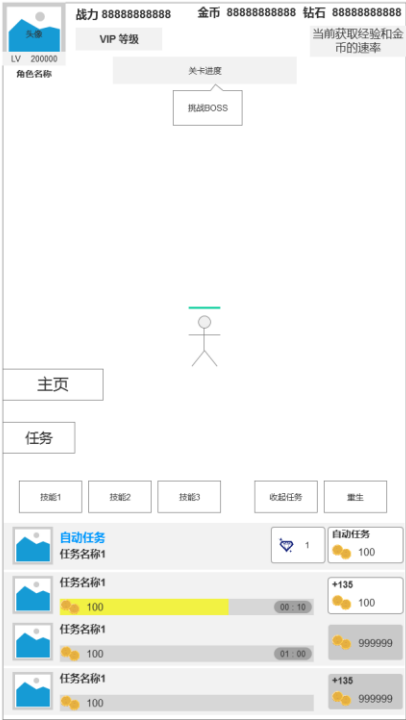 战力 88888888888
金币 88888888888
钻石 88888888888
头像
VIP 等级
当前获取经验和金
币的速率
LV 200000
角色名称
关卡进度
挑战BOSS
主页
任务
技能1
技能2
技能3
收起任务
重生
自动任务
任务名称1
1
自动任务
100
任务名称1
100
00 : 10
+135
100
任务名称1
100
01 : 00
999999
任务名称1
100
+135
999999